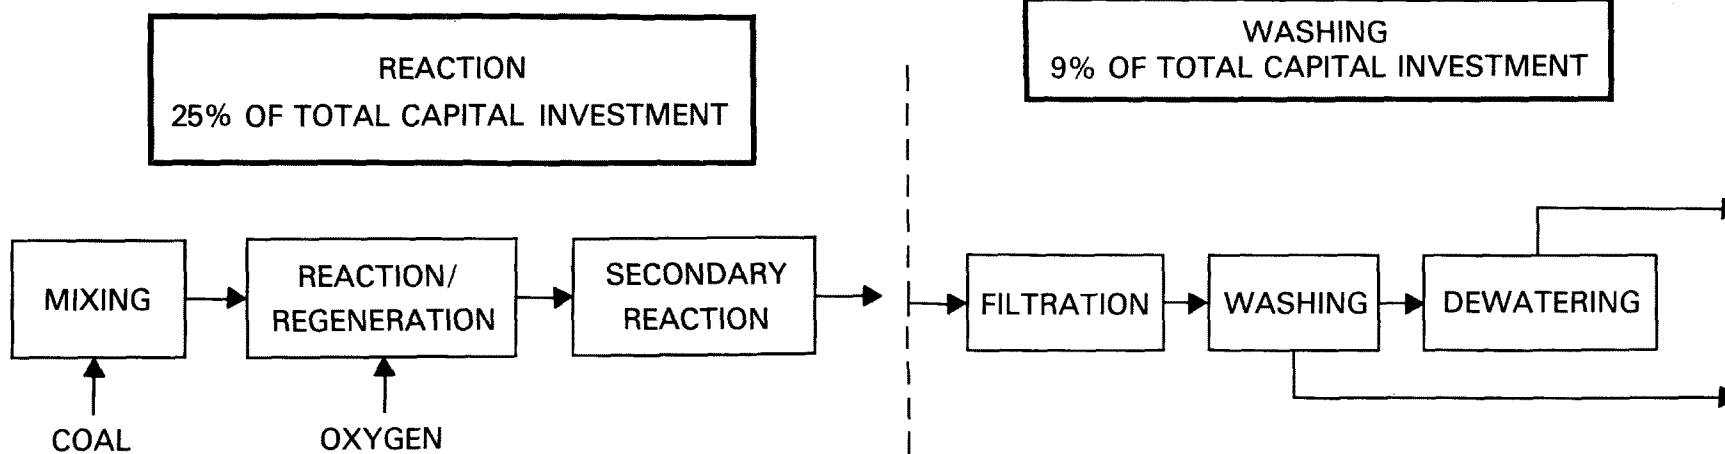 REACTION
25% OF TOTAL CAPITAL INVESTMENT
WASHING
9% OF TOTAL CAPITAL INVESTMENT
MIXING
REACTION/
REGENERATION
SECONDARY
REACTION
FILTRATION
WASHING
DEWATERING
COAL
OXYGEN